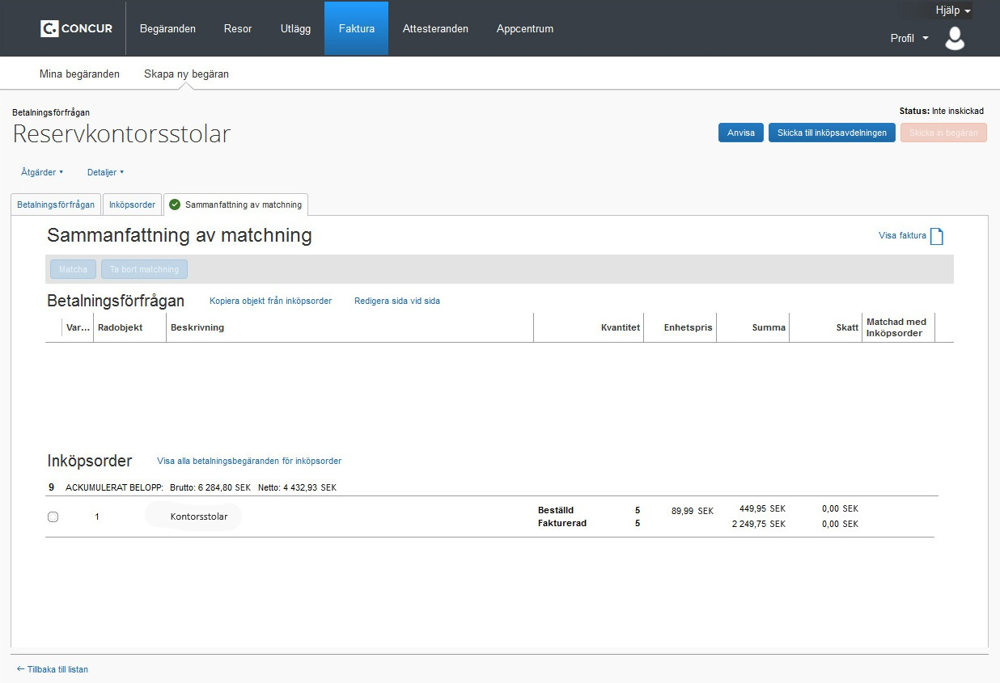 Hjälp
C. CONCUR Begäranden Resor Utlägg Faktura Attesteranden Appcentrum
Profil
Mina begäranden Skapa ny begäran
Betalningsförfrågan
Status: Inte inskickad
Reservkontorsstolar
Anvisa Skicka till inköpsavdelningen Skicka in begäran
Åtgärder Detaljer
Betalningsförfrågan Inköpsorder Sammanfattning av matchning
Sammanfattning av matchning Visa faktura
Matcha Ta bort matchning
Betalningsförfrågan Kopiera objekt från inköpsorder Redigera sida vid sida
Var... Radobjekt Beskrivning Kvantitet Enhetspris Summa Skatt Matchad med
Inköpsorder
Inköpsorder Visa alla betalningsbegäranden för inköpsorder
9 ACKUMULERAT BELOPP: Brutto: 6 284,80 SEK Netto: 4 432,93 SEK
1 Kontorsstolar Beställd 5 89,99 SEK 449,95 SEK 0,00 SEK
Fakturerad 5 2 249,75 SEK 0,00 SEK
← Tillbaka till listan